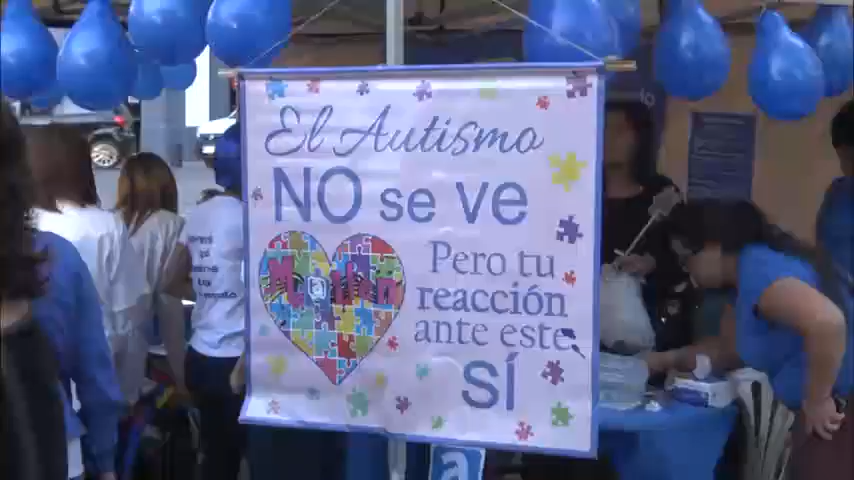 El Autismo
NO se ve
Pero tu
reacción
ante este
SÍ
a